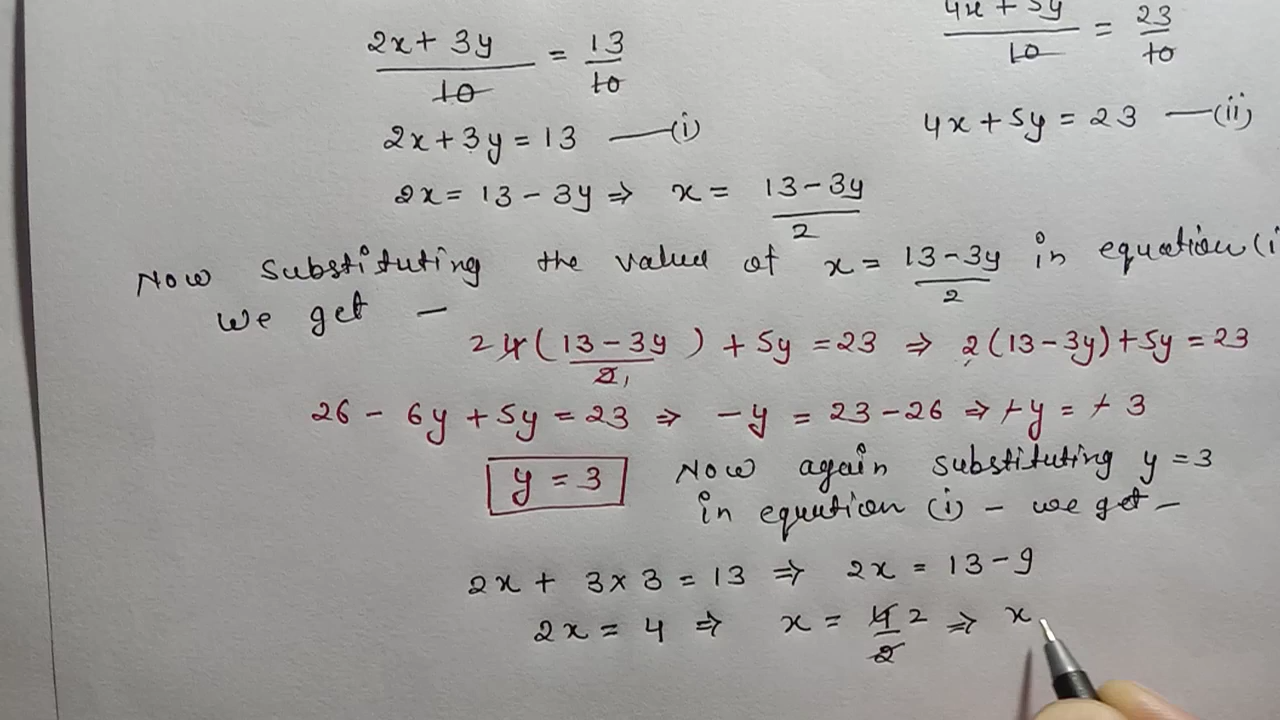 2x + 3y / 10 = 13 / 10
4x + 5y / 10 = 23 / 10
2x + 3y = 13 —(i)
4x + 5y = 23 —(ii)
2x = 13 - 3y ⇒ x = 13 - 3y / 2
Now substituting the value of x = 13 - 3y / 2 in equation (i
we get —
2 4 ( 13 - 3y / 2 1 ) + 5y = 23 ⇒ 2 (13 - 3y) + 5y = 23
26 - 6y + 5y = 23 ⇒ - y = 23 - 26 ⇒ - y = - 3
y = 3
Now again substituting y = 3
in equation (i) - we get -
2x + 3 × 3 = 13 ⇒ 2x = 13 - 9
2x = 4 ⇒ x = 4 2 / 2 ⇒ x